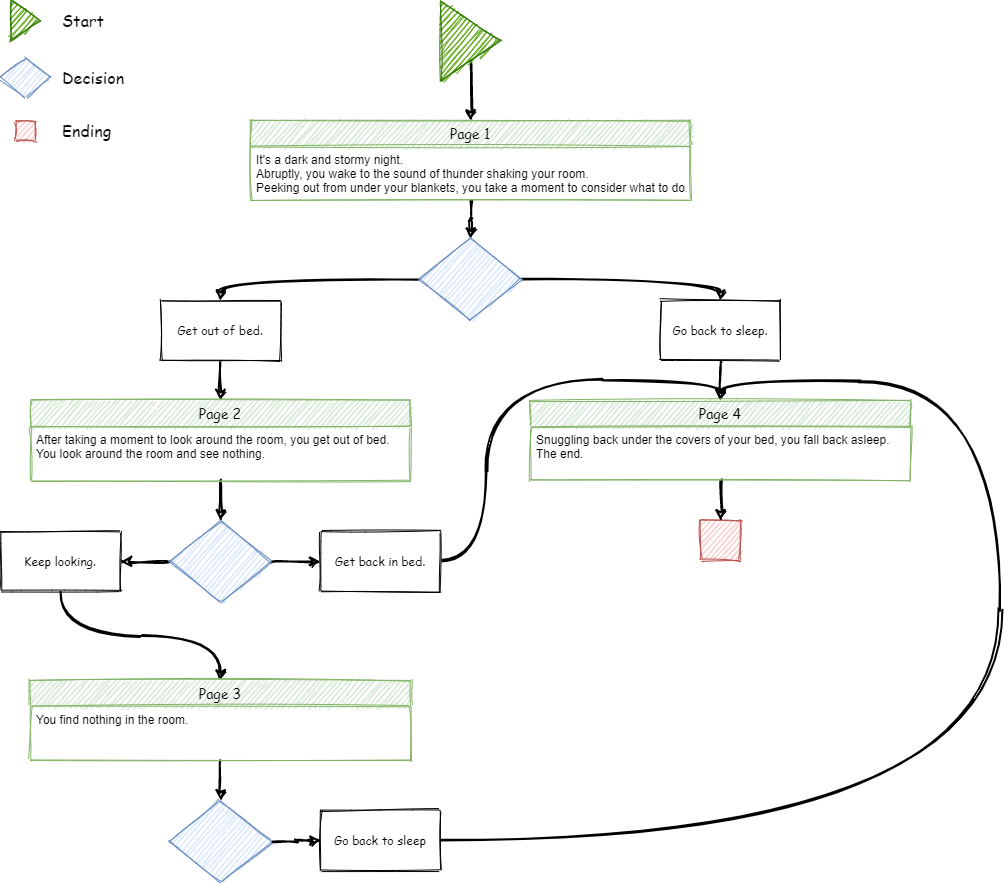 Start
Decision
Ending
Page 1
It's a dark and stormy night.
Abruptly, you wake to the sound of thunder shaking your room.
Peeking out from under your blankets, you take a moment to consider what to do.
Get out of bed.
Go back to sleep.
Page 2
After taking a moment to look around the room, you get out of bed.
You look around the room and see nothing.
Page 4
Snuggling back under the covers of your bed, you fall back asleep.
The end.
Keep looking.
Get back in bed.
Page 3
You find nothing in the room.
Go back to sleep